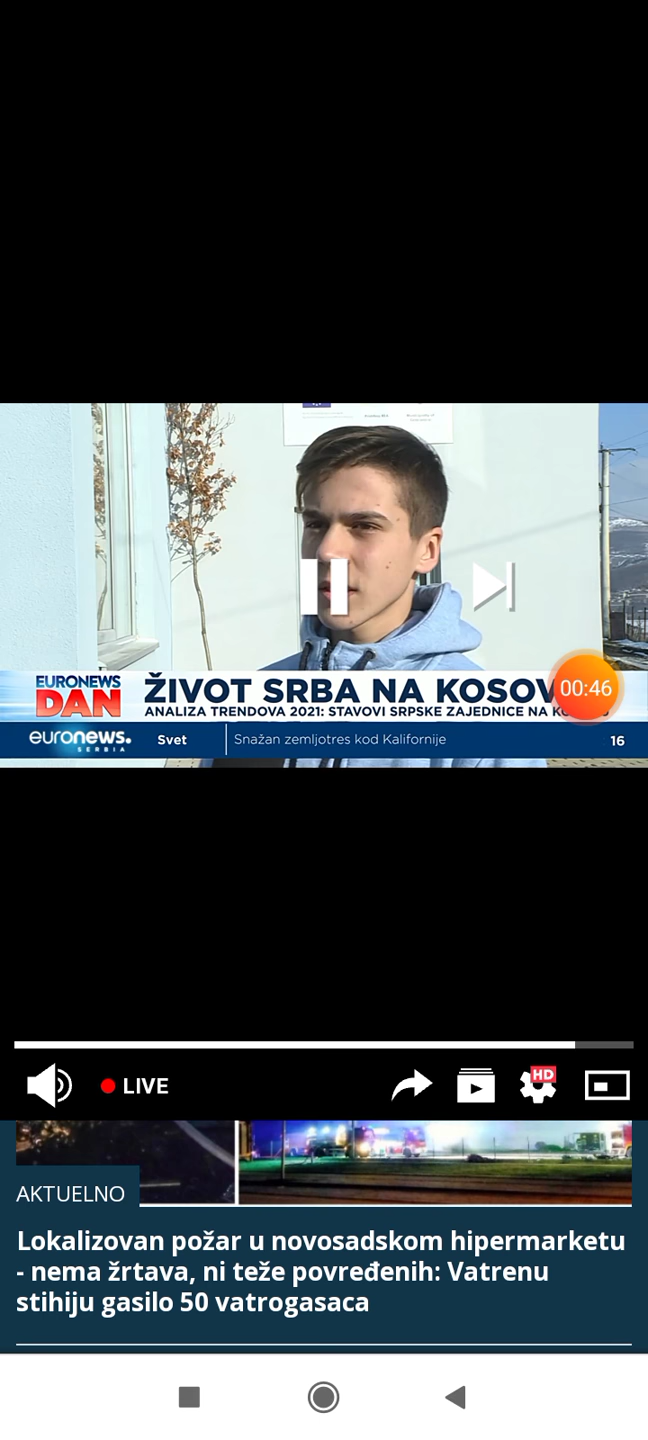 EURONEWS
DAN
ŽIVOT SRBA NA KOSOV
ANALIZA TRENDOVA 2021: STAVOVI SRPSKE ZAJEDNICE NA
00:46
euronews.
SERBIA
Svet
Snažan zemljotres kod Kalifornije
16
LIVE
HD
AKTUELNO
Lokalizovan požar u novosadskom hipermarketu
- nema žrtava, ni teže povređenih: Vatrenu
stihiju gasilo 50 vatrogasaca